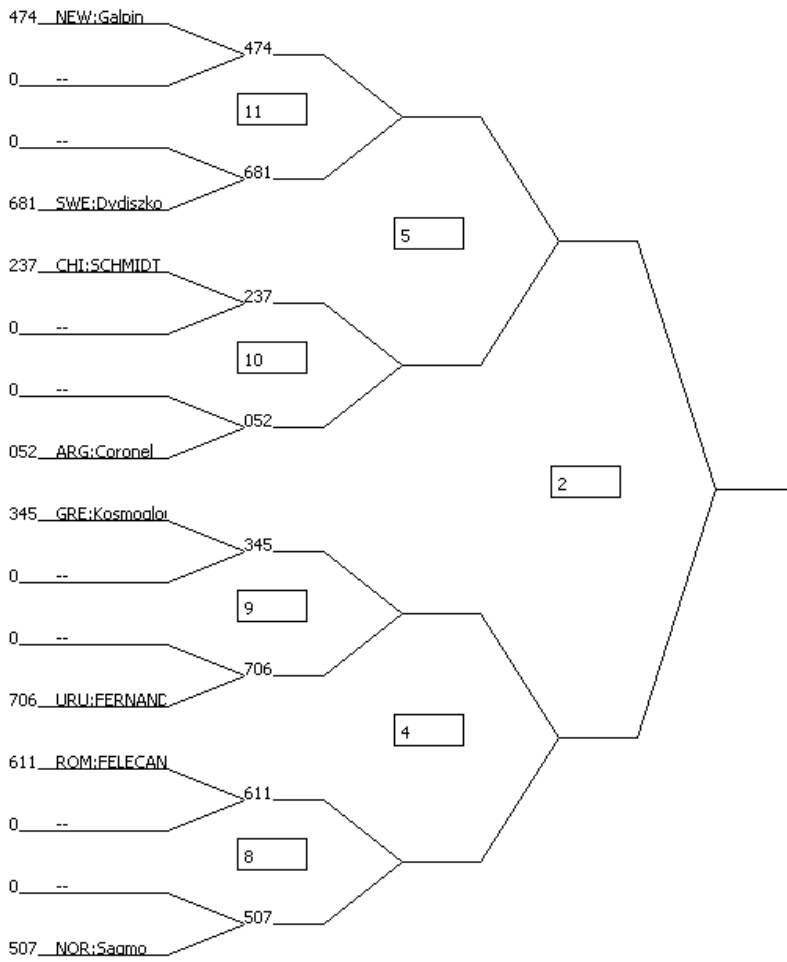 474 NEW:Galpin
474
0 --
11
0 --
681
681 SWE:Dydiszko
5
237 CHI:SCHMIDT
237
0 --
10
0 --
052
052 ARG:Coronel
2
345 GRE:Kosmoglou
345
0 --
9
0 --
706
706 URU:FERNAND
4
611 ROM:FELECAN
611
0 --
8
0 --
507
507 NOR:Sagmo